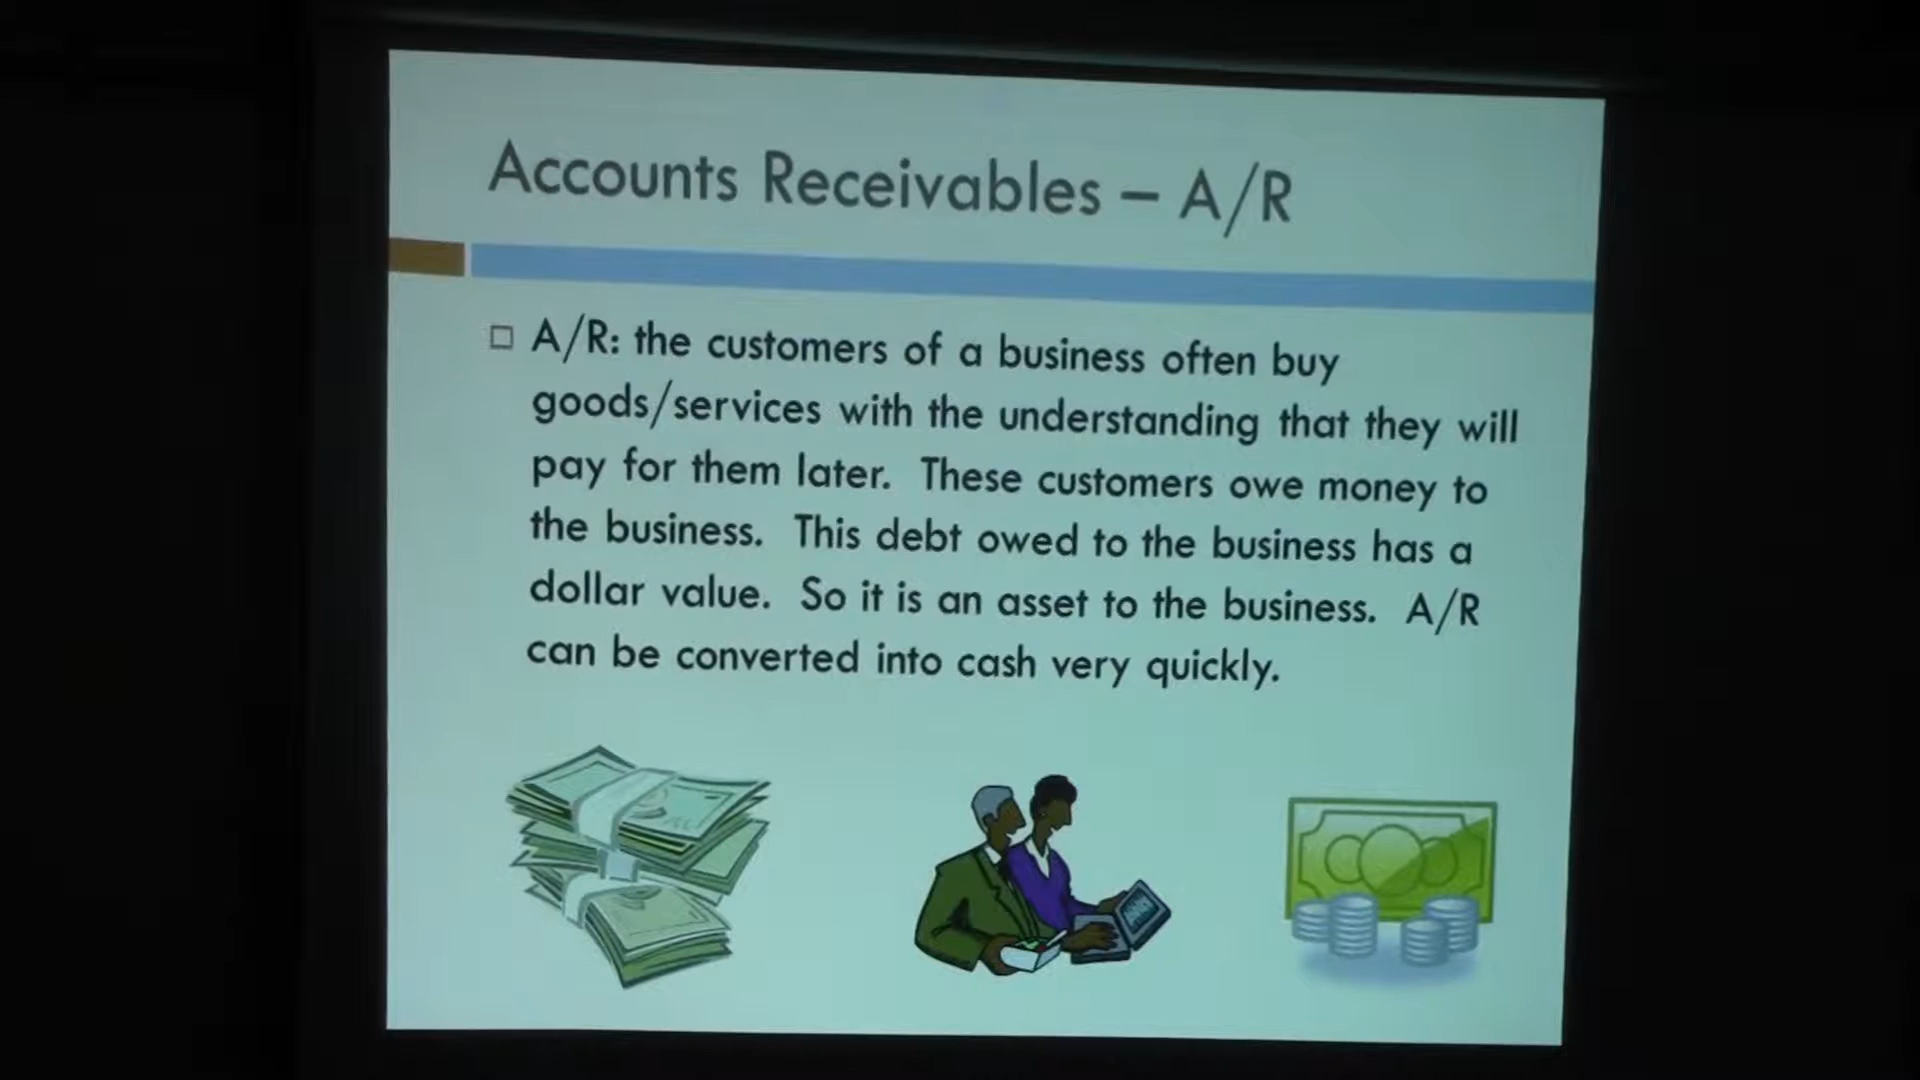 Accounts Receivables – A/R
A/R: the customers of a business often buy
goods/services with the understanding that they will
pay for them later. These customers owe money to
the business. This debt owed to the business has a
dollar value. So it is an asset to the business. A/R
can be converted into cash very quickly.